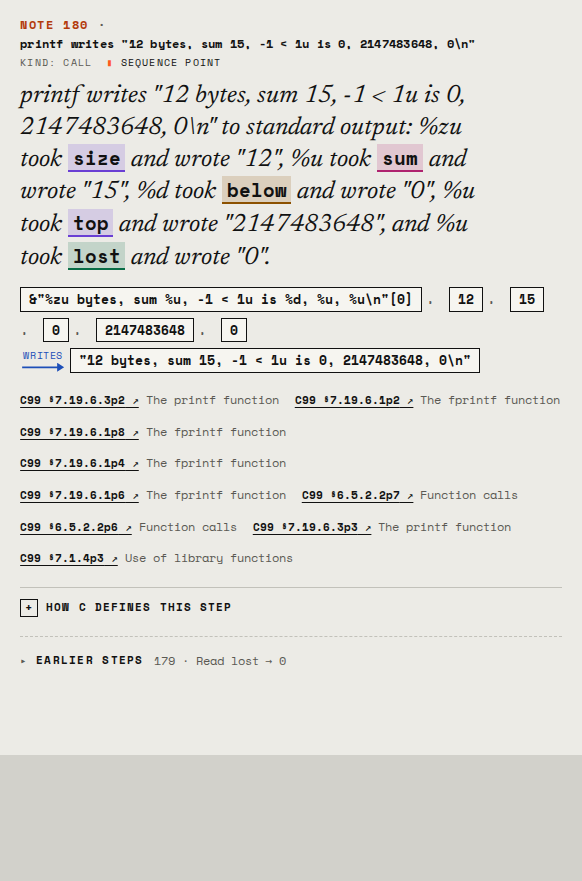 NOTE 180 ·
printf writes "12 bytes, sum 15, -1 < 1u is 0, 2147483648, 0\n"
KIND: CALL SEQUENCE POINT
printf writes "12 bytes, sum 15, -1 < 1u is 0,
2147483648, 0\n" to standard output: %zu
took size and wrote "12", %u took sum and
wrote "15", %d took below and wrote "0", %u
took top and wrote "2147483648", and %u
took lost and wrote "0".
&"%zu bytes, sum %u, -1 < 1u is %d, %u, %u\n"[0] , 12 , 15
, 0 , 2147483648 , 0
WRITES "12 bytes, sum 15, -1 < 1u is 0, 2147483648, 0\n"
C99 §7.19.6.3p2 ↗ The printf function C99 §7.19.6.1p2 ↗ The fprintf function
C99 §7.19.6.1p8 ↗ The fprintf function
C99 §7.19.6.1p4 ↗ The fprintf function
C99 §7.19.6.1p6 ↗ The fprintf function C99 §6.5.2.2p7 ↗ Function calls
C99 §6.5.2.2p6 ↗ Function calls C99 §7.19.6.3p3 ↗ The printf function
C99 §7.1.4p3 ↗ Use of library functions
+ HOW C DEFINES THIS STEP
▸ EARLIER STEPS 179 · Read lost → 0